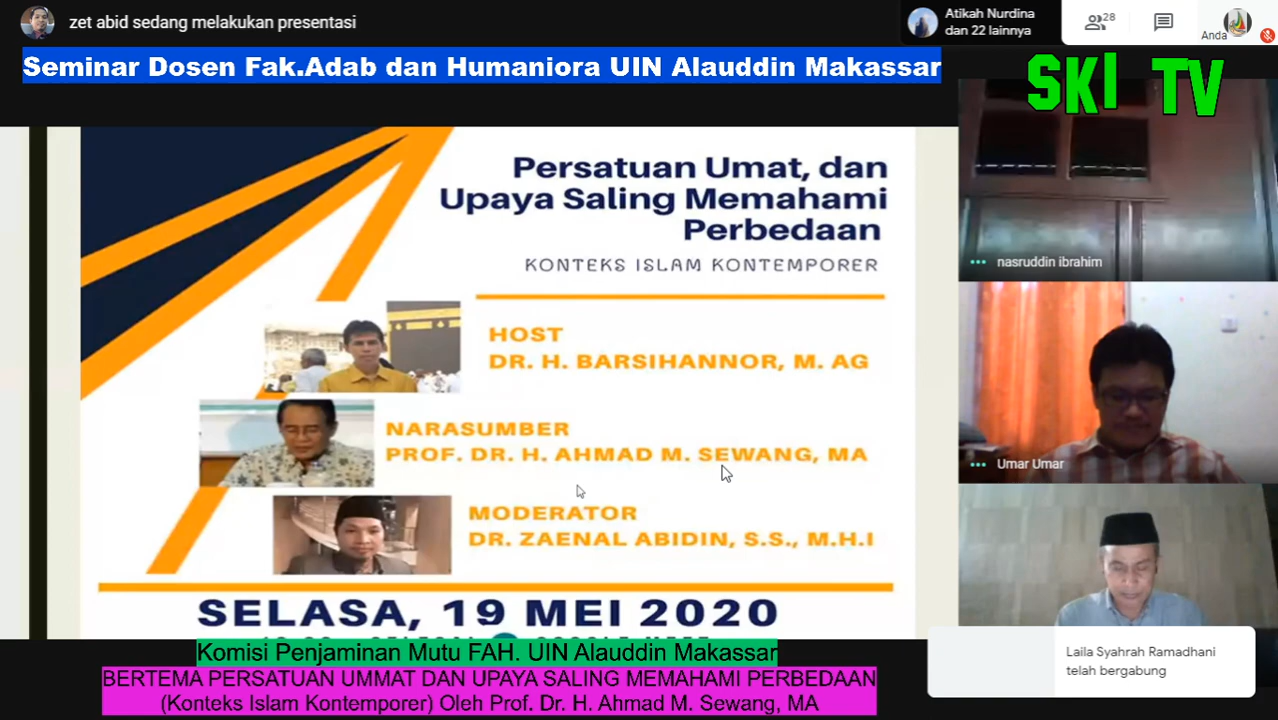 zet abid sedang melakukan presentasi
Atikah Nurdina
dan 22 lainnya
28
Anda
Seminar Dosen Fak.Adab dan Humaniora UIN Alauddin Makassar
SKI TV
Persatuan Umat, dan
Upaya Saling Memahami
Perbedaan
KONTEKS ISLAM KONTEMPORER
HOST
DR. H. BARSIHANNOR, M. AG
NARASUMBER
PROF. DR. H. AHMAD M. SEWANG, MA
MODERATOR
DR. ZAENAL ABIDIN, S.S., M.H.I
SELASA, 19 MEI 2020
nasruddin ibrahim
Umar Umar
Laila Syahrah Ramadhani
telah bergabung
Komisi Penjaminan Mutu FAH. UIN Alauddin Makassar
BERTEMA PERSATUAN UMMAT DAN UPAYA SALING MEMAHAMI PERBEDAAN
(Konteks Islam Kontemporer) Oleh Prof. Dr. H. Ahmad M. Sewang, MA